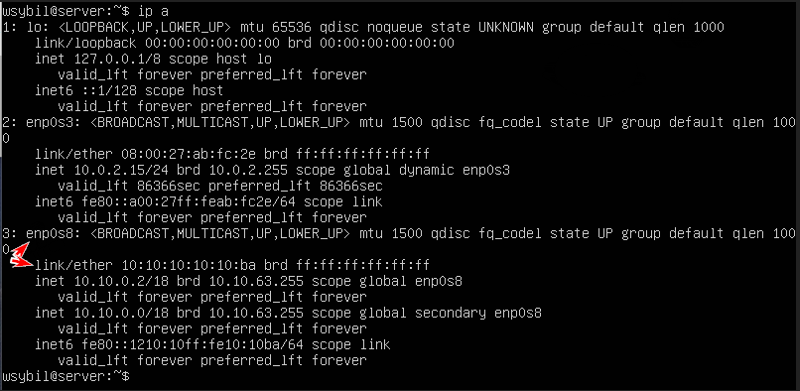 wsybil@server:~$ ip a
1: lo: <LOOPBACK,UP,LOWER_UP> mtu 65536 qdisc noqueue state UNKNOWN group default qlen 1000
link/loopback 00:00:00:00:00:00 brd 00:00:00:00:00:00
inet 127.0.0.1/8 scope host lo
valid_lft forever preferred_lft forever
inet6 ::1/128 scope host
valid_lft forever preferred_lft forever
2: enp0s3: <BROADCAST,MULTICAST,UP,LOWER_UP> mtu 1500 qdisc fq_codel state UP group default qlen 100
0
link/ether 08:00:27:ab:fc:2e brd ff:ff:ff:ff:ff:ff
inet 10.0.2.15/24 brd 10.0.2.255 scope global dynamic enp0s3
valid_lft 86366sec preferred_lft 86366sec
inet6 fe80::a00:27ff:feab:fc2e/64 scope link
valid_lft forever preferred_lft forever
3: enp0s8: <BROADCAST,MULTICAST,UP,LOWER_UP> mtu 1500 qdisc fq_codel state UP group default qlen 100
0
link/ether 10:10:10:10:10:ba brd ff:ff:ff:ff:ff:ff
inet 10.10.0.2/18 brd 10.10.63.255 scope global enp0s8
valid_lft forever preferred_lft forever
inet 10.10.0.0/18 brd 10.10.63.255 scope global secondary enp0s8
valid_lft forever preferred_lft forever
inet6 fe80::1210:10ff:fe10:10ba/64 scope link
valid_lft forever preferred_lft forever
wsybil@server:~$